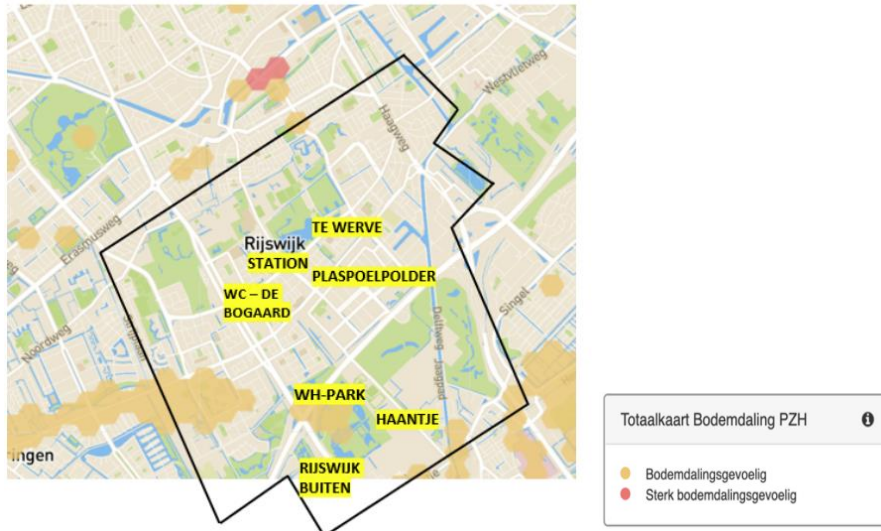 Westvlietweg
Haagweg
Erasmusweg
TE WERVE
Rijswijk
STATION
PLASPOELPOLDER
WC – DE
BOGAARD
Singel
Noordweg
Delftweg
Jaagpad
WH-PARK
HAANTJE
ingen
RIJSWIJK
BUITEN
Totaalkaart Bodemdaling PZH
Bodemdalingsgevoelig
Sterk bodemdalingsgevoelig